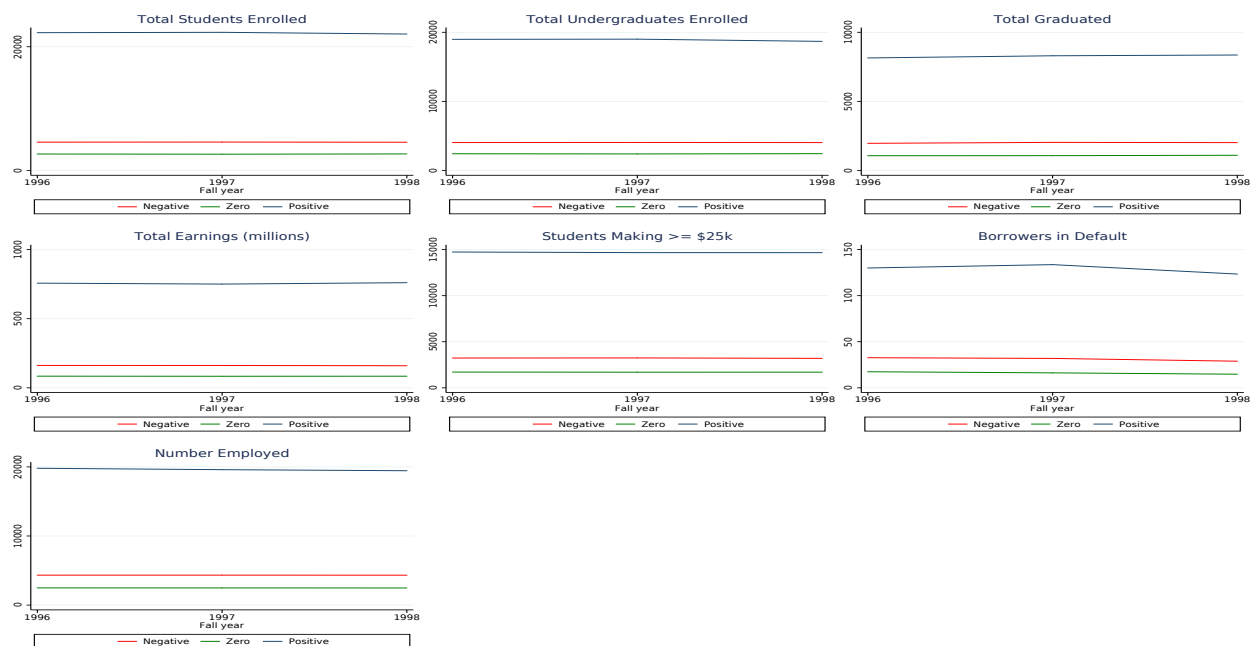 Total Students Enrolled
20000
0
1996 1997 1998
Fall year
Negative Zero Positive
Total Undergraduates Enrolled
20000
10000
0
1996 1997 1998
Fall year
Negative Zero Positive
Total Graduated
10000
5000
0
1996 1997 1998
Fall year
Negative Zero Positive
Total Earnings (millions)
1000
500
0
1996 1997 1998
Fall year
Negative Zero Positive
Students Making >= $25k
15000
10000
5000
0
1996 1997 1998
Fall year
Negative Zero Positive
Borrowers in Default
150
100
50
0
1996 1997 1998
Fall year
Negative Zero Positive
Number Employed
20000
10000
0
1996 1997 1998
Fall year
Negative Zero Positive